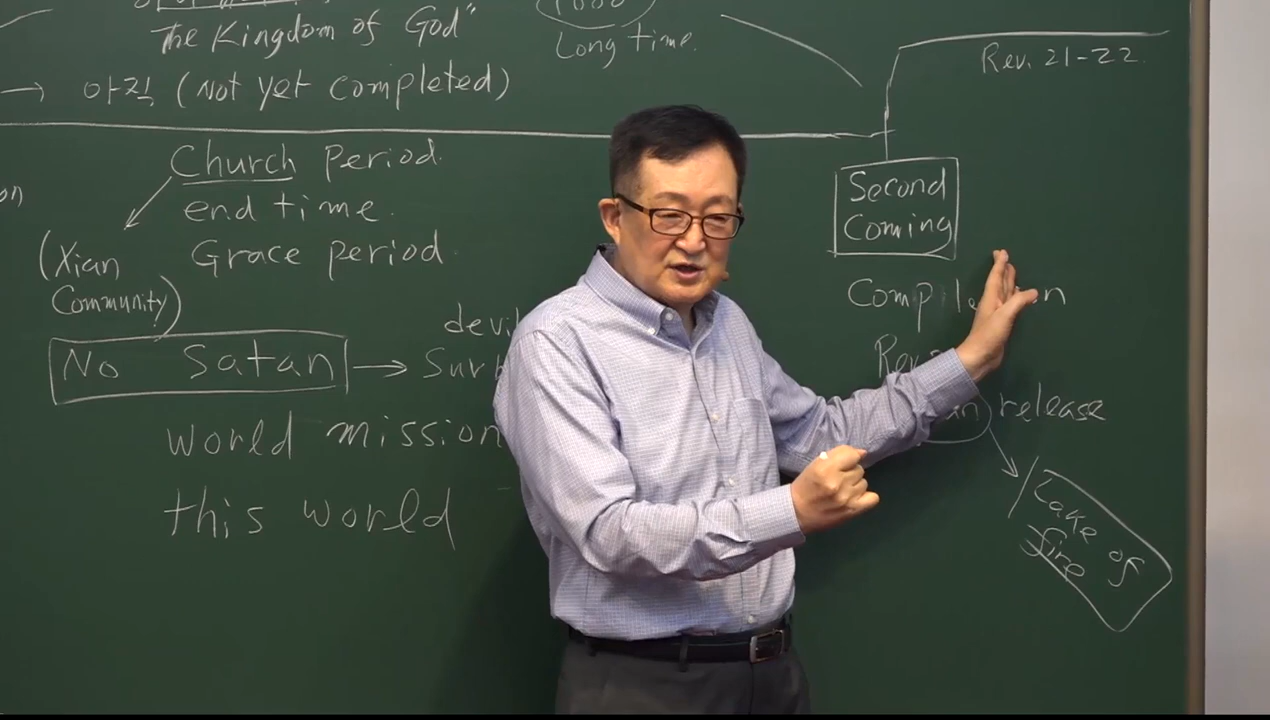 The Kingdom of God"
1000
Long time.
→ 아직 (Not yet completed)
Rev. 21-22.
Church period.
end time.
Grace period.
(Xian
Community)
No Satan →
world mission
this world
Second
Coming
release
Lake of
fire